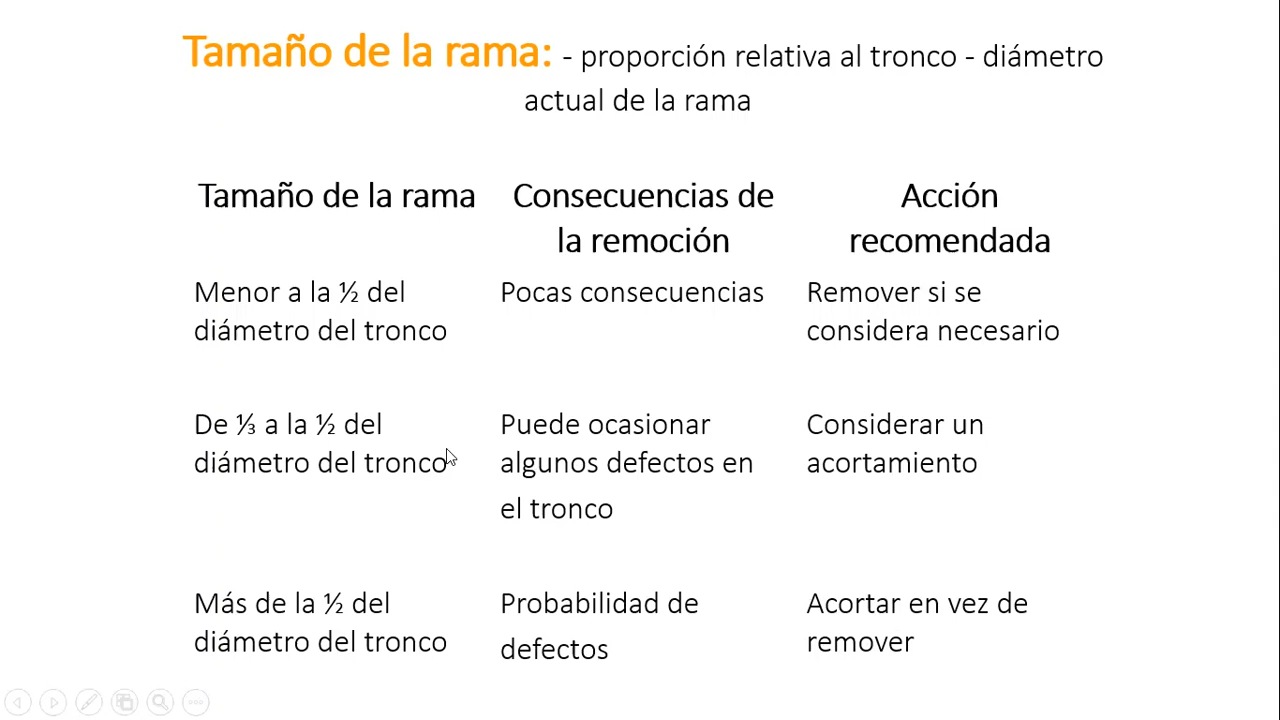 Tamaño de la rama: - proporción relativa al tronco - diámetro
actual de la rama
Tamaño de la rama
Consecuencias de
la remoción
Acción
recomendada
Menor a la ½ del
diámetro del tronco
Pocas consecuencias
Remover si se
considera necesario
De ⅓ a la ½ del
diámetro del tronco
Puede ocasionar
algunos defectos en
el tronco
Considerar un
acortamiento
Más de la ½ del
diámetro del tronco
Probabilidad de
defectos
Acortar en vez de
remover